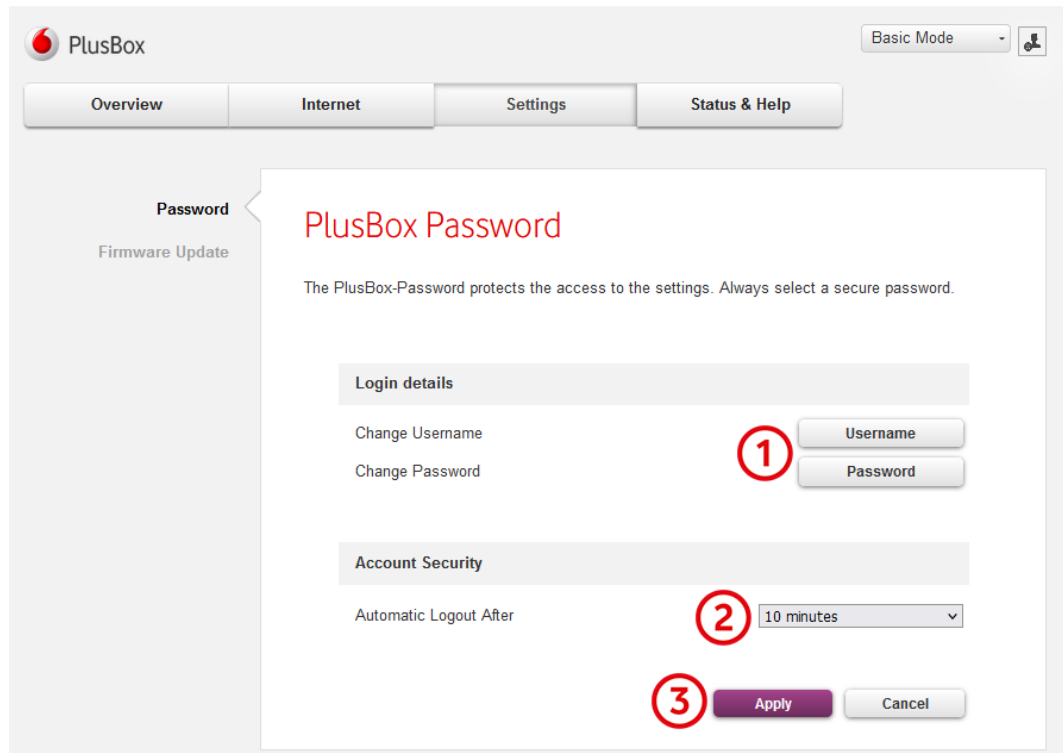 PlusBox
Basic Mode
Overview
Internet
Settings
Status & Help
Password
Firmware Update
PlusBox Password
The PlusBox-Password protects the access to the settings. Always select a secure password.
Login details
Change Username
1
Username
Change Password
Password
Account Security
Automatic Logout After
2
10 minutes
3
Apply
Cancel